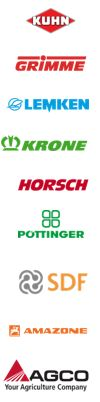 KUHN
GRIMME
LEMKEN
KRONE
HORSCH
PÖTTINGER
SDF
AMAZONE
AGCO
Your Agriculture Company